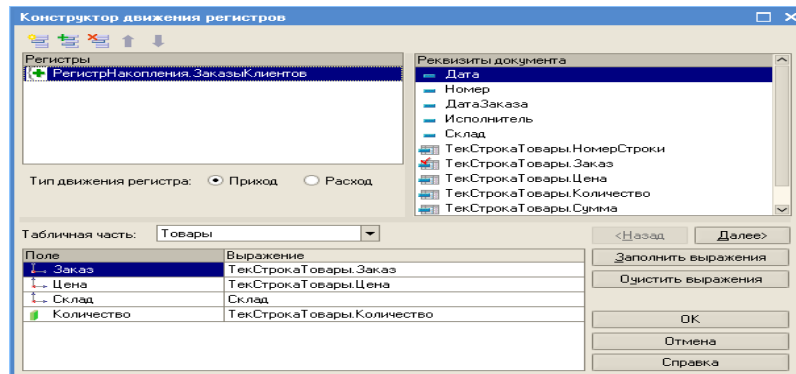 Конструктор движения регистров
Регистры
РегистрНакопления.ЗаказыКлиентов
Тип движения регистра: Приход Расход
Реквизиты документа
Дата
Номер
ДатаЗаказа
Исполнитель
Склад
ТекСтрокаТовары.НомерСтроки
ТекСтрокаТовары.Заказ
ТекСтрокаТовары.Цена
ТекСтрокаТовары.Количество
ТекСтрокаТовары.Сумма
Табличная часть: Товары
<Назад Далее>
Поле Выражение
Заказ ТекСтрокаТовары.Заказ
Цена ТекСтрокаТовары.Цена
Склад Склад
Количество ТекСтрокаТовары.Количество
Заполнить выражения
Очистить выражения
OK
Отмена
Справка